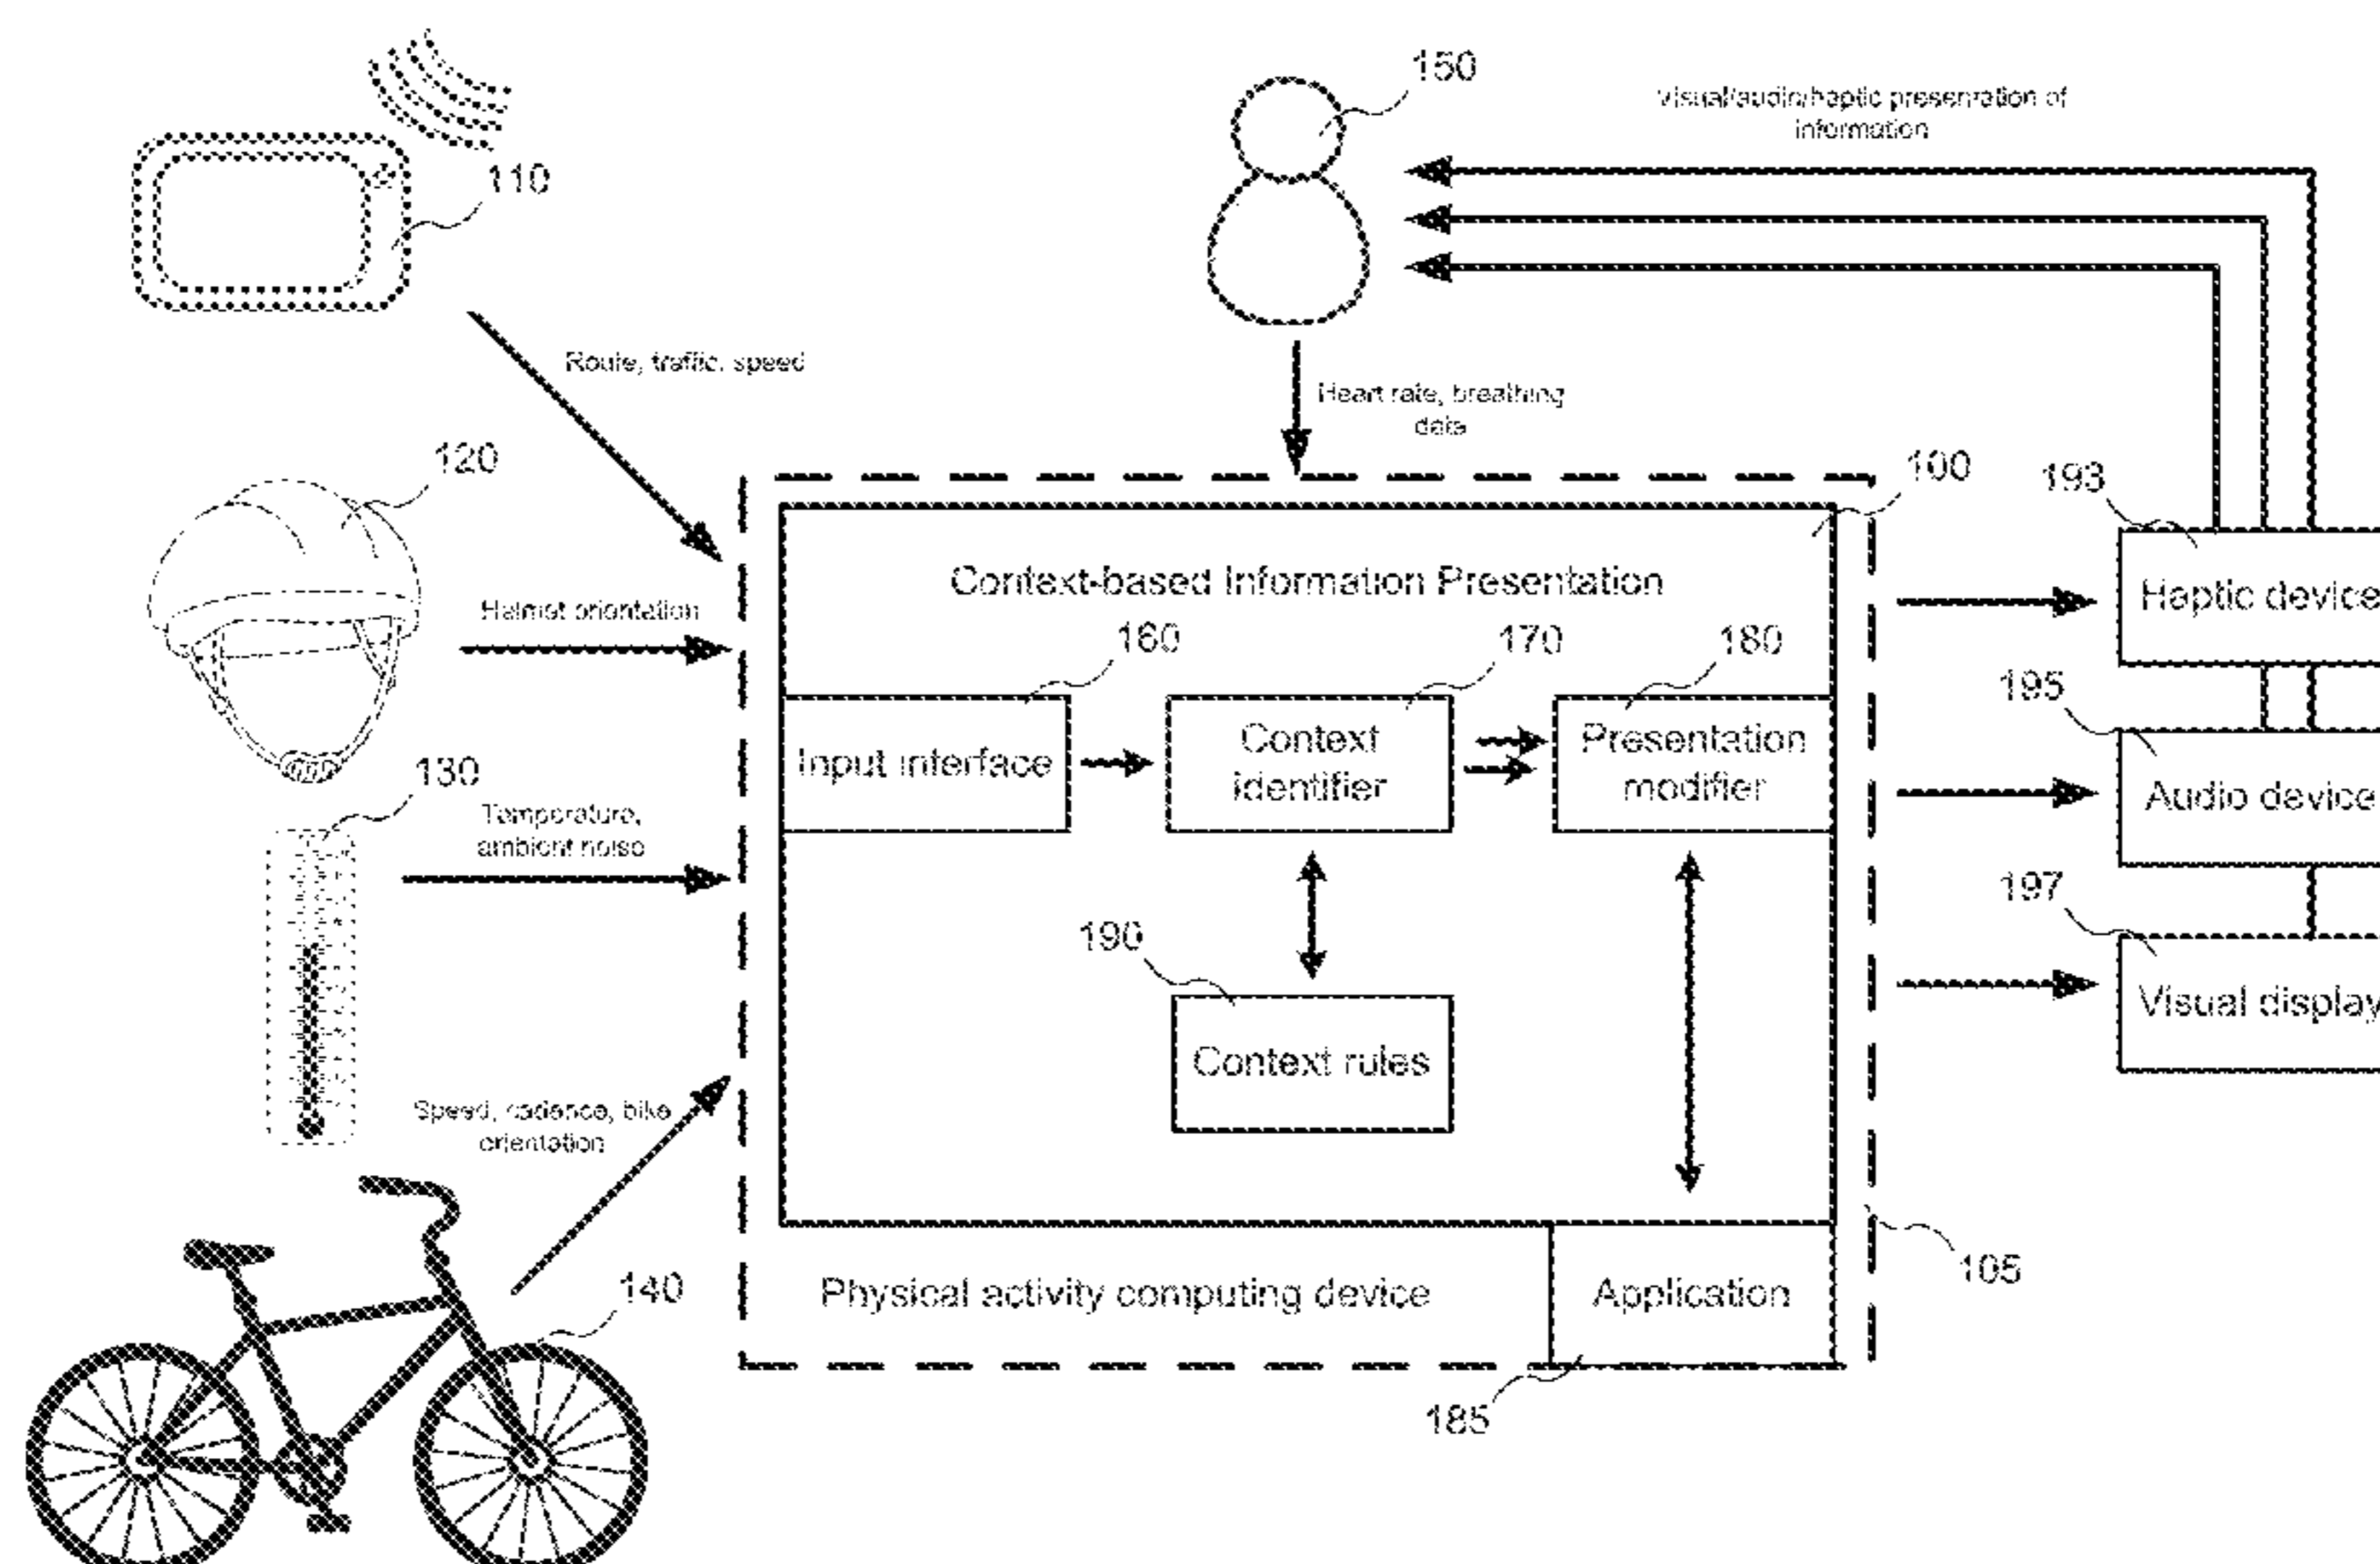 150
Visual/audio/haptic presentation of
information
110
Route, traffic, speed
Heart rate, breathing
data
120
100
193
Context-based Information Presentation
Haptic device
Helmet orientation
160
170
180
195
Input interface
Context
identifier
Presentation
modifier
130
Audio device
Temperature,
ambient noise
197
190
Visual display
Context rules
Speed, cadence, bike
orientation
105
140
Physical activity computing device
Application
185